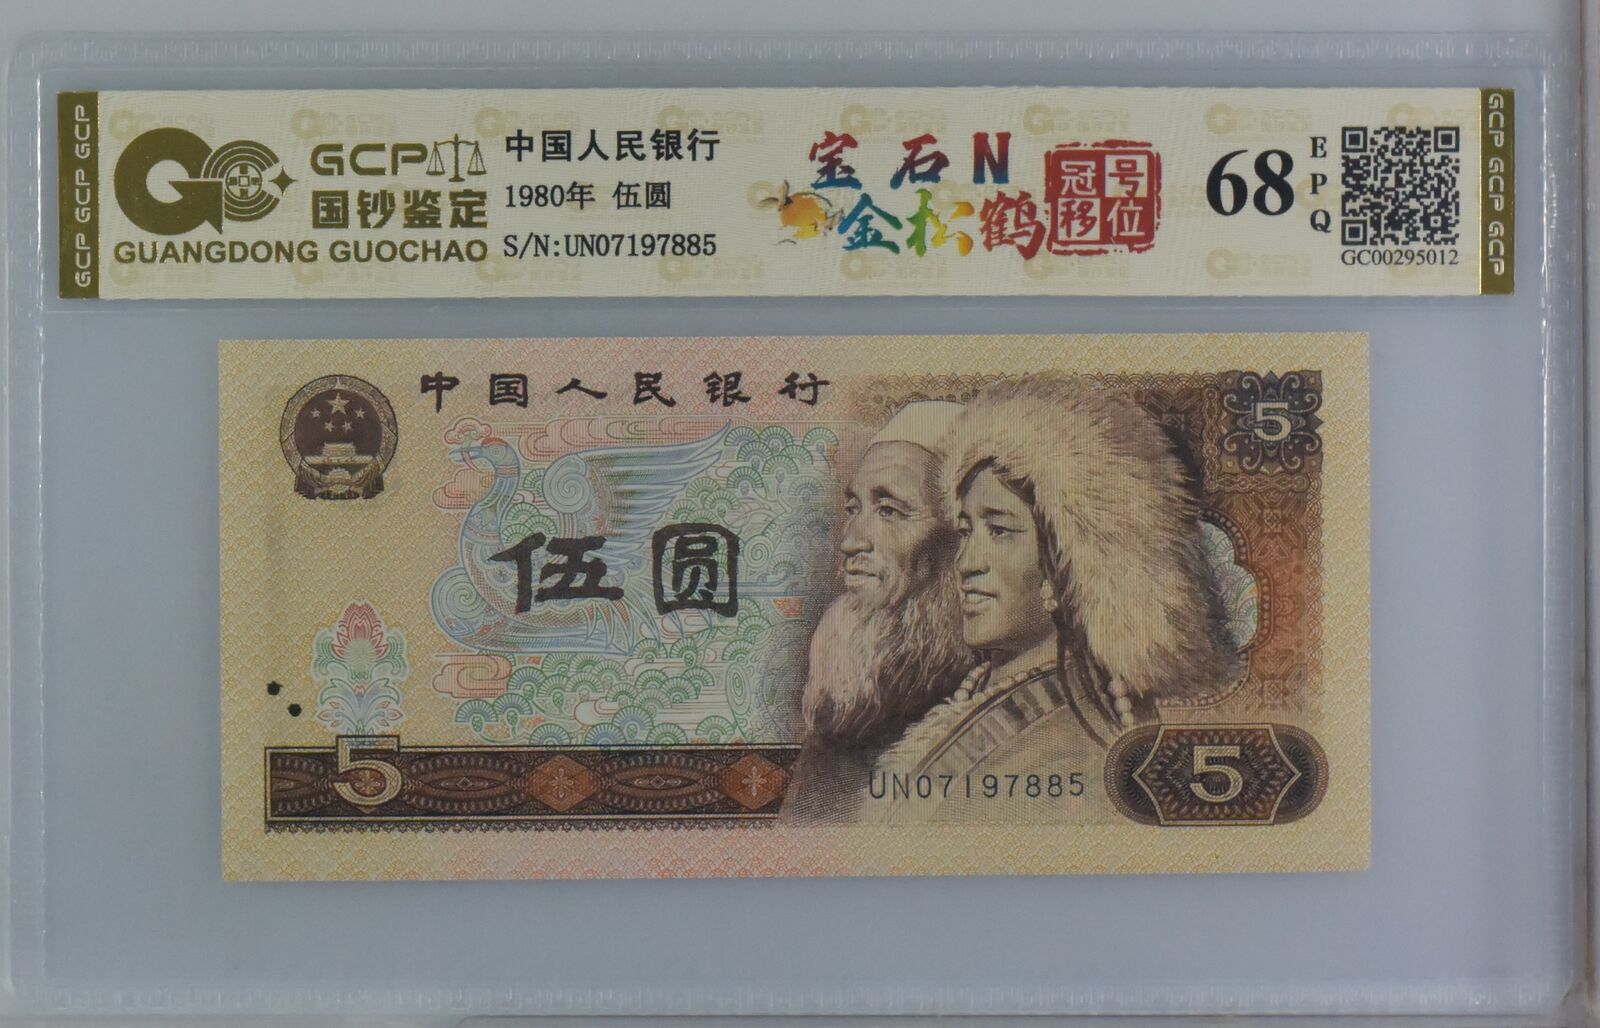 GCP GCP GCP
GCP
国钞鉴定
GUANGDONG GUOCHAO
中国人民银行
1980年 伍圆
S/N:UN07197885
宝石N
金松鹤
冠号
移位
68
EPQ
GC00295012
GCP GCP GCP
中国人民银行
5
伍圆
5
UN07197885
5